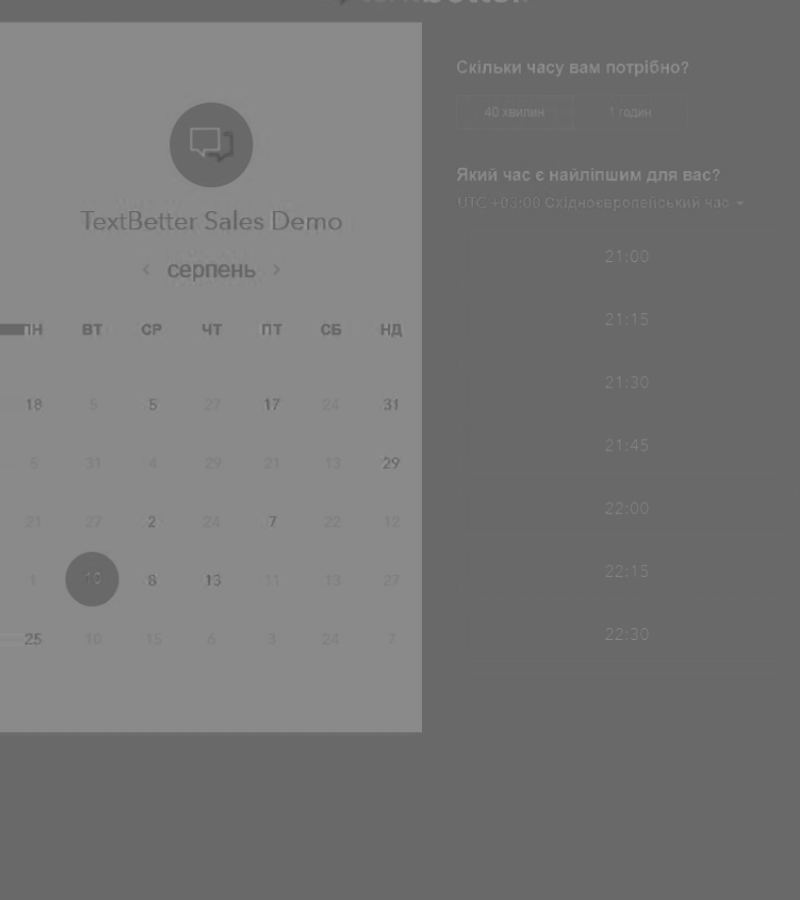 TextBetter Sales Demo
‹ серпень ›
ПН ВТ СР ЧТ ПТ СБ НД
18 5 5 27 17 24 31
5 31 4 29 21 13 29
21 27 2 24 7 22 12
1 10 8 13 11 13 27
25 10 15 6 3 24 7
Скільки часу вам потрібно?
40 хвилин 1 годин
Який час є найліпшим для вас?
UTC +03:00 Східноєвропейський час
21:00
21:15
21:30
21:45
22:00
22:15
22:30